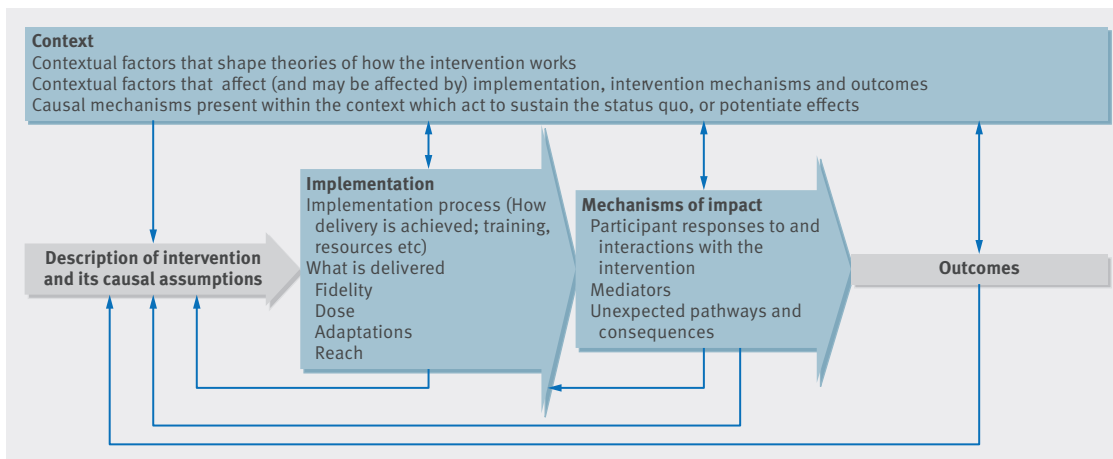 Context
Contextual factors that shape theories of how the intervention works
Contextual factors that affect (and may be affected by) implementation, intervention mechanisms and outcomes
Causal mechanisms present within the context which act to sustain the status quo, or potentiate effects
Description of intervention
and its causal assumptions
Implementation
Implementation process (How
delivery is achieved; training,
resources etc)
What is delivered
Fidelity
Dose
Adaptations
Reach
Mechanisms of impact
Participant responses to and
interactions with the
intervention
Mediators
Unexpected pathways and
consequences
Outcomes